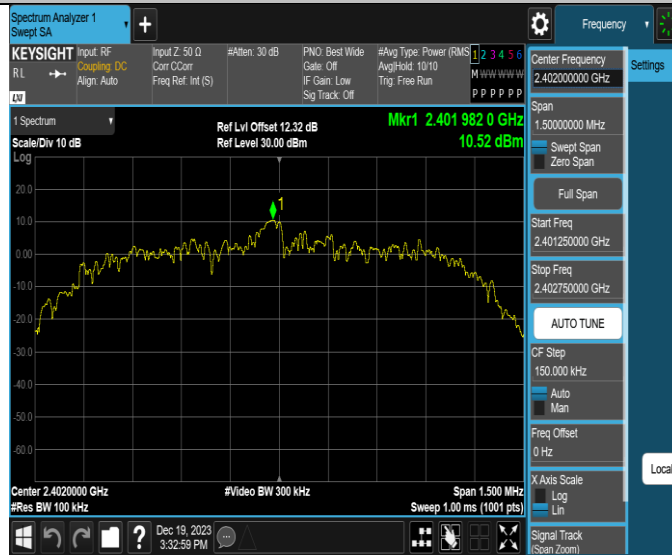 Spectrum Analyzer 1
Swept SA
+
Frequency
KEYSIGHT
RL
LXI
Input: RF
Coupling: DC
Align: Auto
Input Z: 50 Ω
Corr CCorr
Freq Ref: Int (S)
#Atten: 30 dB
PNO: Best Wide
Gate: Off
IF Gain: Low
Sig Track: Off
#Avg Type: Power (RMS
Avg|Hold: 10/10
Trig: Free Run
1 2 3 4 5 6
M W W W W W
P P P P P P
1 Spectrum
Scale/Div 10 dB
Ref Lvl Offset 12.32 dB
Ref Level 30.00 dBm
Mkr1 2.401 982 0 GHz
10.52 dBm
Log
20.0
10.0
0.00
-10.0
-20.0
-30.0
-40.0
-50.0
-60.0
1
Center 2.4020000 GHz
#Res BW 100 kHz
#Video BW 300 kHz
Span 1.500 MHz
Sweep 1.00 ms (1001 pts)
Dec 19, 2023
3:32:59 PM
?
Center Frequency
2.402000000 GHz
Span
1.50000000 MHz
Swept Span
Zero Span
Full Span
Start Freq
2.401250000 GHz
Stop Freq
2.402750000 GHz
AUTO TUNE
CF Step
150.000 kHz
Auto
Man
Freq Offset
0 Hz
X Axis Scale
Log
Lin
Signal Track
(Span Zoom)
Settings
Local